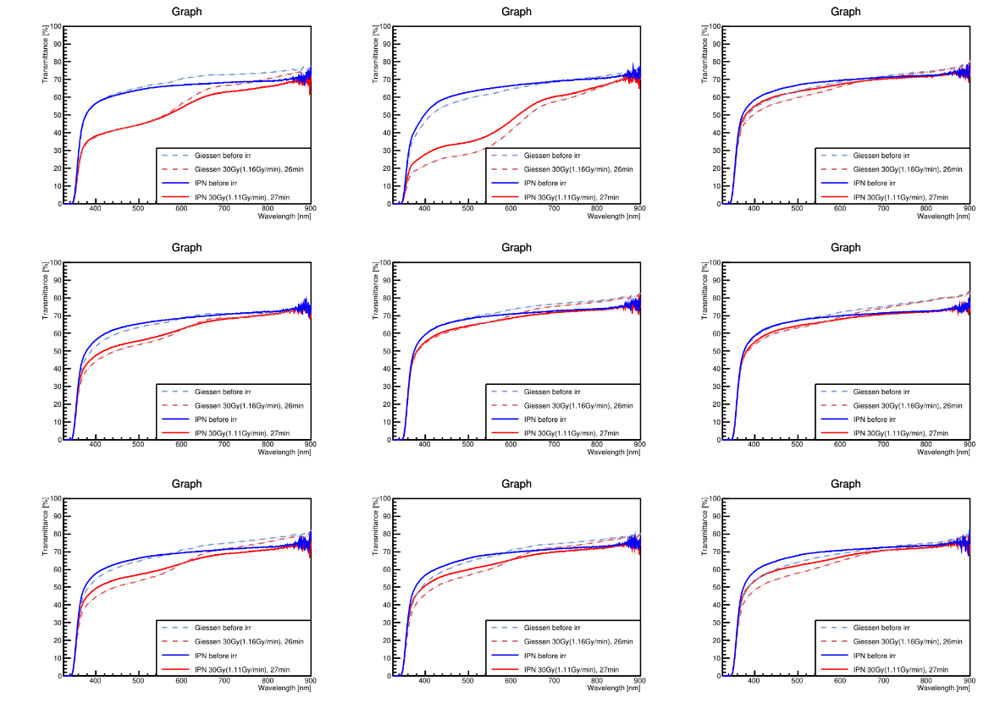 Graph
Transmittance [%]
100
90
80
70
60
50
40
30
20
10
0
Giessen before irr
Giessen 30Gy(1.16Gy/min), 26min
IPN before irr
IPN 30Gy(1.11Gy/min), 27min
400 500 600 700 800 900
Wavelength [nm]
Graph
Transmittance [%]
100
90
80
70
60
50
40
30
20
10
0
Giessen before irr
Giessen 30Gy(1.16Gy/min), 26min
IPN before irr
IPN 30Gy(1.11Gy/min), 27min
400 500 600 700 800 900
Wavelength [nm]
Graph
Transmittance [%]
100
90
80
70
60
50
40
30
20
10
0
Giessen before irr
Giessen 30Gy(1.16Gy/min), 26min
IPN before irr
IPN 30Gy(1.11Gy/min), 27min
400 500 600 700 800 900
Wavelength [nm]
Graph
Transmittance [%]
100
90
80
70
60
50
40
30
20
10
0
Giessen before irr
Giessen 30Gy(1.16Gy/min), 26min
IPN before irr
IPN 30Gy(1.11Gy/min), 27min
400 500 600 700 800 900
Wavelength [nm]
Graph
Transmittance [%]
100
90
80
70
60
50
40
30
20
10
0
Giessen before irr
Giessen 30Gy(1.16Gy/min), 26min
IPN before irr
IPN 30Gy(1.11Gy/min), 27min
400 500 600 700 800 900
Wavelength [nm]
Graph
Transmittance [%]
100
90
80
70
60
50
40
30
20
10
0
Giessen before irr
Giessen 30Gy(1.16Gy/min), 26min
IPN before irr
IPN 30Gy(1.11Gy/min), 27min
400 500 600 700 800 900
Wavelength [nm]
Graph
Transmittance [%]
100
90
80
70
60
50
40
30
20
10
0
Giessen before irr
Giessen 30Gy(1.16Gy/min), 26min
IPN before irr
IPN 30Gy(1.11Gy/min), 27min
400 500 600 700 800 900
Wavelength [nm]
Graph
Transmittance [%]
100
90
80
70
60
50
40
30
20
10
0
Giessen before irr
Giessen 30Gy(1.16Gy/min), 26min
IPN before irr
IPN 30Gy(1.11Gy/min), 27min
400 500 600 700 800 900
Wavelength [nm]
Graph
Transmittance [%]
100
90
80
70
60
50
40
30
20
10
0
Giessen before irr
Giessen 30Gy(1.16Gy/min), 26min
IPN before irr
IPN 30Gy(1.11Gy/min), 27min
400 500 600 700 800 900
Wavelength [nm]